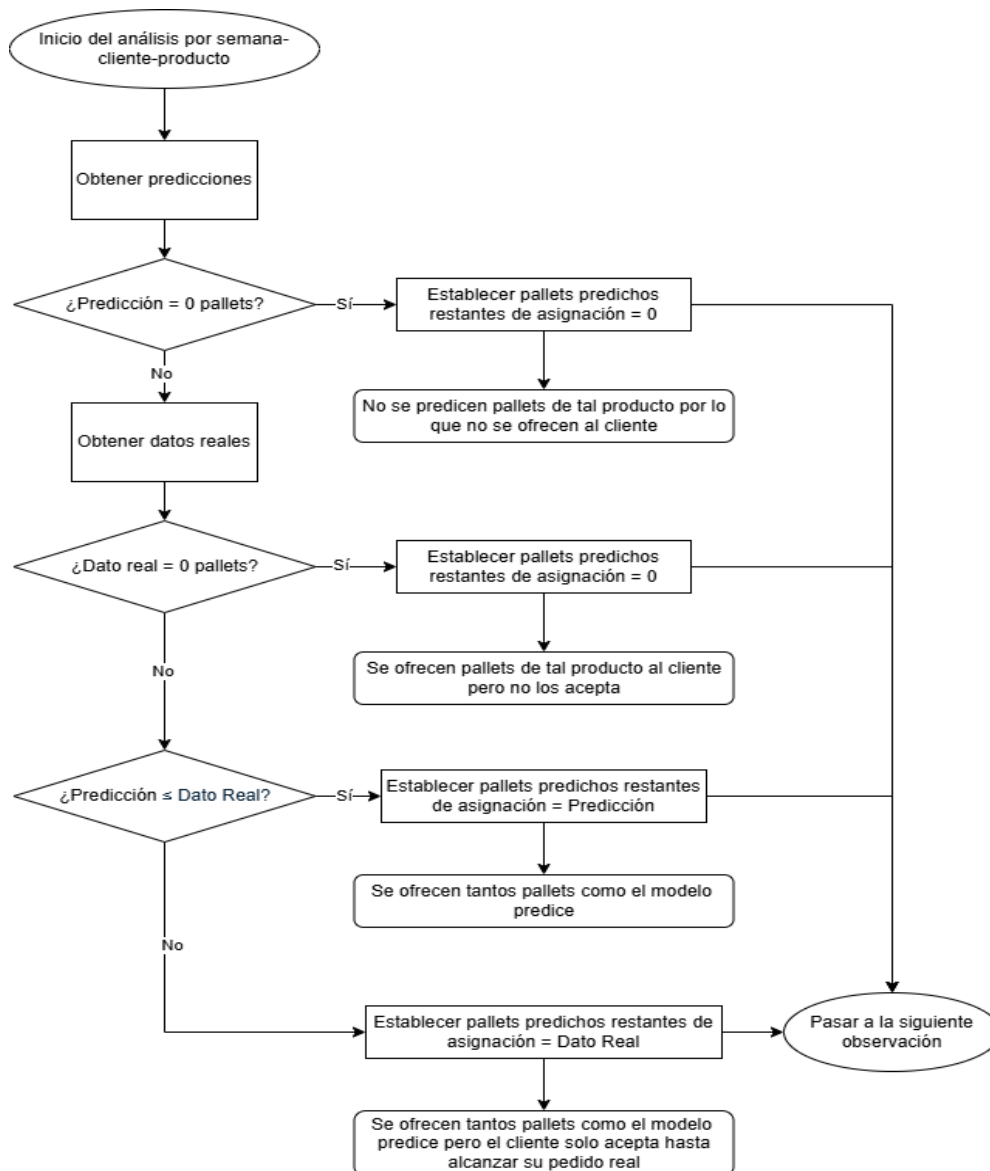 Inicio del análisis por semana-
cliente-producto
Obtener predicciones
¿Predicción = 0 pallets?
Sí
Establecer pallets predichos
restantes de asignación = 0
No
No se predicen pallets de tal producto por lo
que no se ofrecen al cliente
Obtener datos reales
¿Dato real = 0 pallets?
Sí
Establecer pallets predichos
restantes de asignación = 0
No
Se ofrecen pallets de tal producto al cliente
pero no los acepta
¿Predicción ≤ Dato Real?
Sí
Establecer pallets predichos restantes
de asignación = Predicción
Se ofrecen tantos pallets como el modelo
predice
No
Establecer pallets predichos restantes de
asignación = Dato Real
Pasar a la siguiente
observación
Se ofrecen tantos pallets como el modelo
predice pero el cliente solo acepta hasta
alcanzar su pedido real